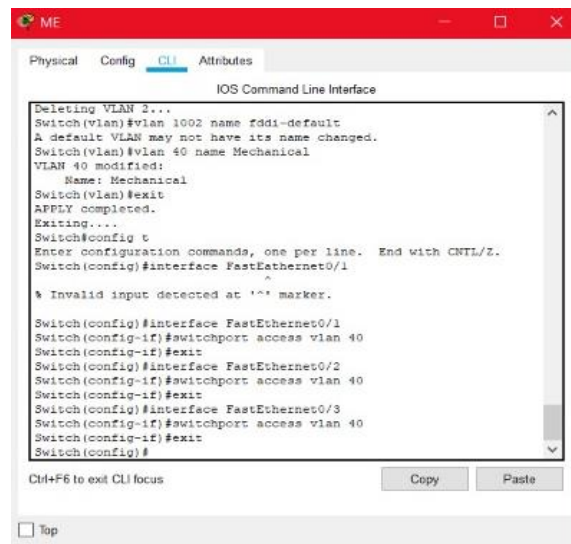 ME
Physical Config CLI Attributes
IOS Command Line Interface
Deleting VLAN 2...
Switch(vlan)#vlan 1002 name fddi-default
A default VLAN may not have its name changed.
Switch(vlan)#vlan 40 name Mechanical
VLAN 40 modified:
Name: Mechanical
Switch(vlan)#exit
APPLY completed.
Exiting....
Switch#config t
Enter configuration commands, one per line. End with CNTL/Z.
Switch(config)#interface FastEathernet0/1
^
% Invalid input detected at '^' marker.
Switch(config)#interface FastEthernet0/1
Switch(config-if)#switchport access vlan 40
Switch(config-if)#exit
Switch(config)#interface FastEthernet0/2
Switch(config-if)#switchport access vlan 40
Switch(config-if)#exit
Switch(config)#interface FastEthernet0/3
Switch(config-if)#switchport access vlan 40
Switch(config-if)#exit
Switch(config)#
Ctrl+F6 to exit CLI focus Copy Paste
Top